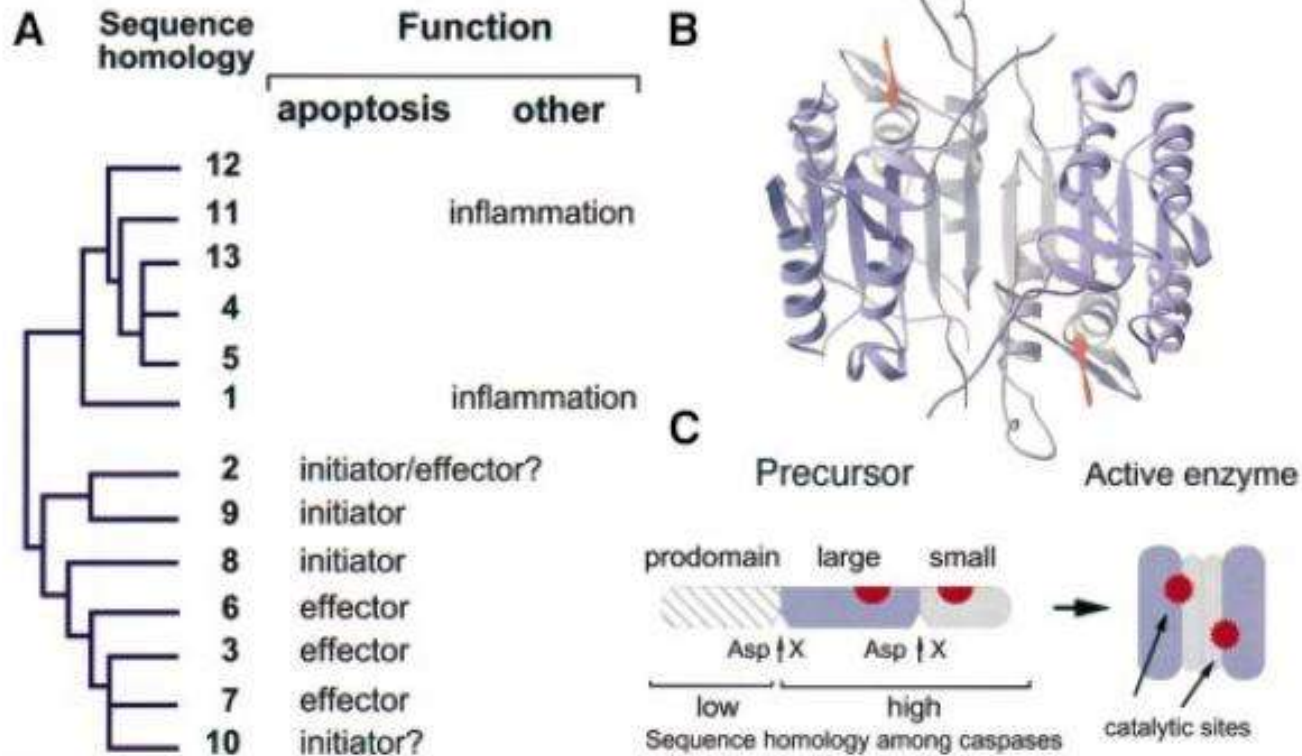 A
Sequence
homology
Function
apoptosis other
12
11 inflammation
13
4
5
1 inflammation
2 initiator/effector?
9 initiator
8 initiator
6 effector
3 effector
7 effector
10 initiator?
B
C
Precursor Active enzyme
prodomain large small
Asp X Asp X
low high
Sequence homology among caspases
catalytic sites